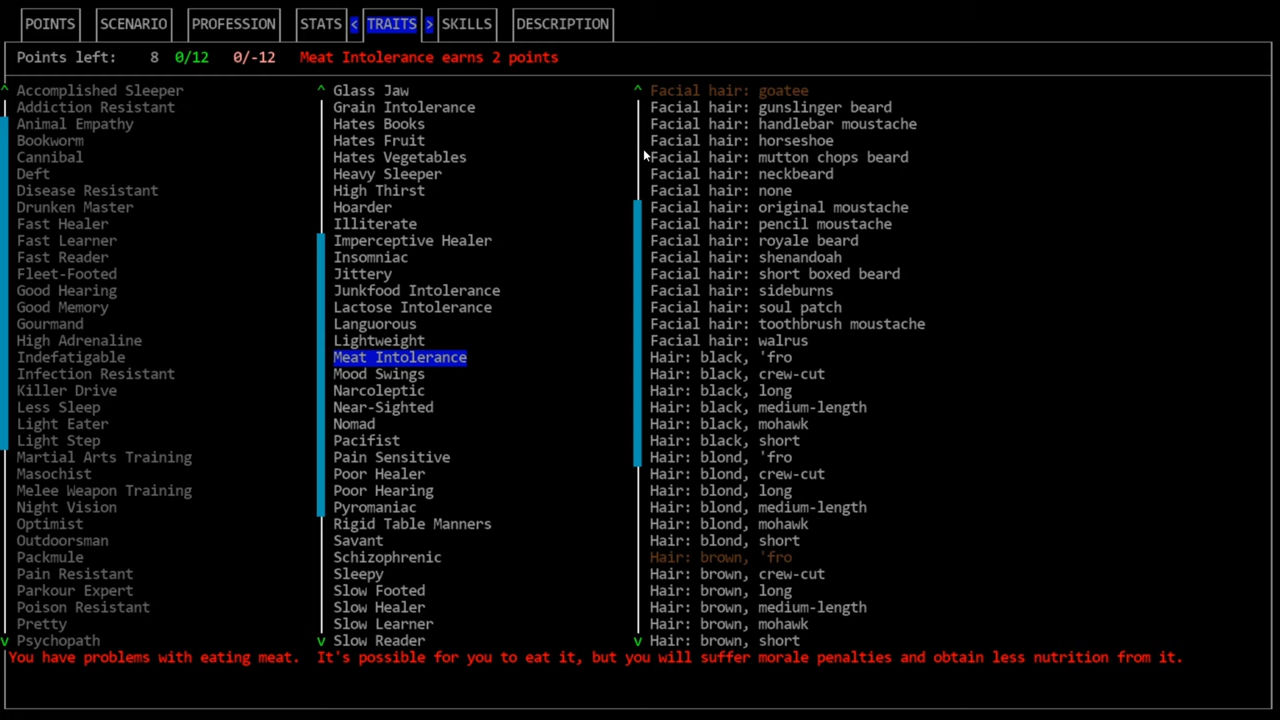 POINTS SCENARIO PROFESSION STATS < TRAITS > SKILLS DESCRIPTION
Points left: 8 0/12 0/-12 Meat Intolerance earns 2 points
^ Accomplished Sleeper
Addiction Resistant
Animal Empathy
Bookworm
Cannibal
Deft
Disease Resistant
Drunken Master
Fast Healer
Fast Learner
Fast Reader
Fleet-Footed
Good Hearing
Good Memory
Gourmand
High Adrenaline
Indefatigable
Infection Resistant
Killer Drive
Less Sleep
Light Eater
Light Step
Martial Arts Training
Masochist
Melee Weapon Training
Night Vision
Optimist
Outdoorsman
Packmule
Pain Resistant
Parkour Expert
Poison Resistant
Pretty
v Psychopath
^ Glass Jaw
Grain Intolerance
Hates Books
Hates Fruit
Hates Vegetables
Heavy Sleeper
High Thirst
Hoarder
Illiterate
Imperceptive Healer
Insomniac
Jittery
Junkfood Intolerance
Lactose Intolerance
Languorous
Lightweight
Meat Intolerance
Mood Swings
Narcoleptic
Near-Sighted
Nomad
Pacifist
Pain Sensitive
Poor Healer
Poor Hearing
Pyromaniac
Rigid Table Manners
Savant
Schizophrenic
Sleepy
Slow Footed
Slow Healer
Slow Learner
v Slow Reader
^ Facial hair: goatee
Facial hair: gunslinger beard
Facial hair: handlebar moustache
Facial hair: horseshoe
Facial hair: mutton chops beard
Facial hair: neckbeard
Facial hair: none
Facial hair: original moustache
Facial hair: pencil moustache
Facial hair: royale beard
Facial hair: shenandoah
Facial hair: short boxed beard
Facial hair: sideburns
Facial hair: soul patch
Facial hair: toothbrush moustache
Facial hair: walrus
Hair: black, 'fro
Hair: black, crew-cut
Hair: black, long
Hair: black, medium-length
Hair: black, mohawk
Hair: black, short
Hair: blond, 'fro
Hair: blond, crew-cut
Hair: blond, long
Hair: blond, medium-length
Hair: blond, mohawk
Hair: blond, short
Hair: brown, 'fro
Hair: brown, crew-cut
Hair: brown, long
Hair: brown, medium-length
Hair: brown, mohawk
v Hair: brown, short
You have problems with eating meat. It's possible for you to eat it, but you will suffer morale penalties and obtain less nutrition from it.